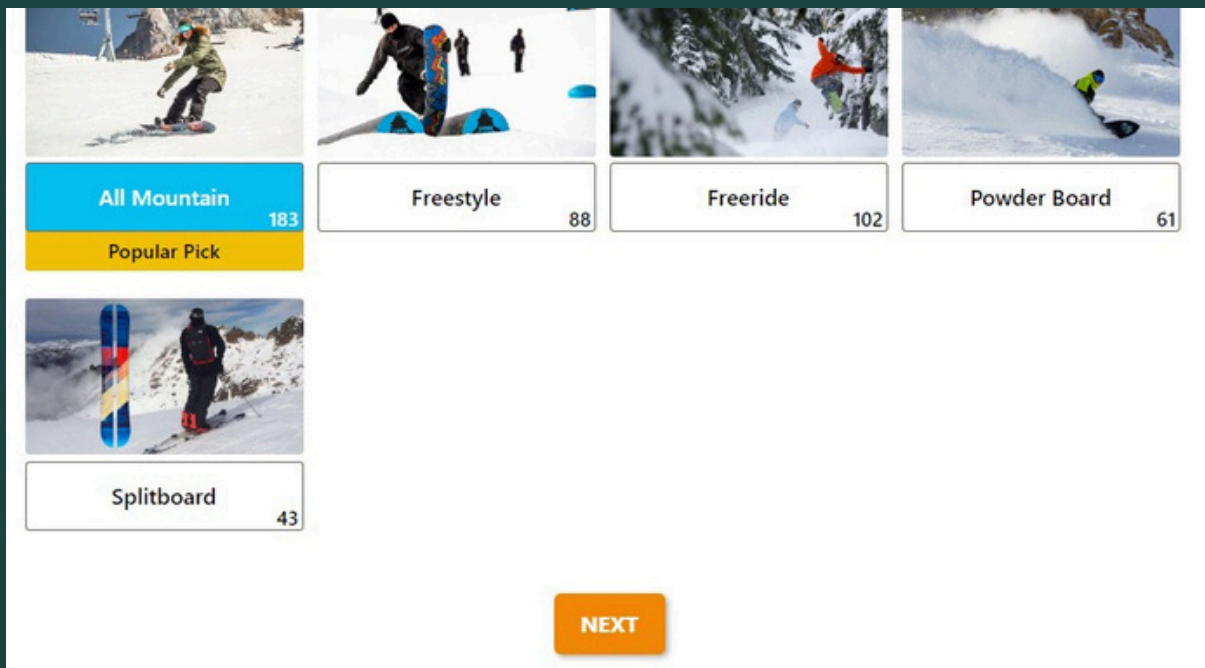 All Mountain
183
Freestyle
88
Freeride
102
Powder Board
61
Popular Pick
Splitboard
43
NEXT